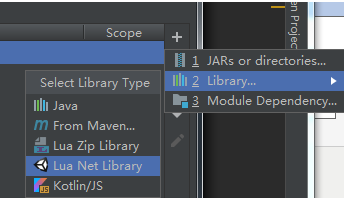 Scope
1 JARs or directories...
2 Library...
3 Module Dependency...
Select Library Type
Java
From Maven...
Lua Zip Library
Lua Net Library
Kotlin/JS